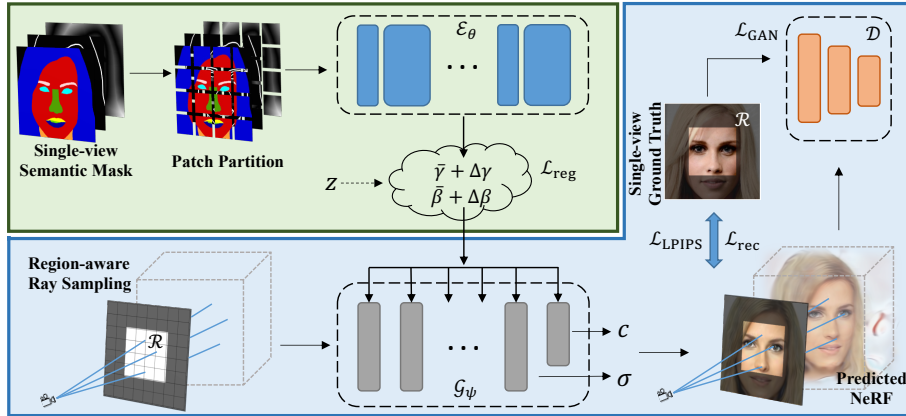 Single-view
Semantic Mask
Patch Partition
ℰ_θ
...
z
γ̄ + Δγ
β̄ + Δβ
ℒ_reg
Region-aware
Ray Sampling
ℛ
...
𝒢_ψ
c
σ
ℒ_GAN
𝒟
Single-view
Ground Truth
ℛ
ℒ_LPIPS
ℒ_rec
Predicted
NeRF